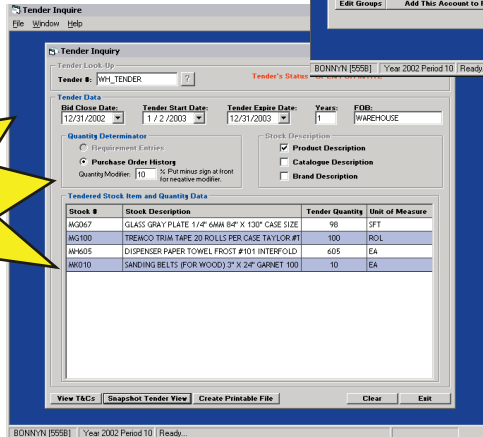 Tender Inquire
File Window Help
Edit Groups Add This Account to
BONNYN [555B] Year 2002 Period 10 Ready
Tender Inquiry
Tender Look-Up
Tender #: WH_TENDER ? Tender's Status
Tender Data
Bid Close Date: Tender Start Date: Tender Expire Date: Years: FOB:
12/31/2002 1 / 2 /2003 12/31/2003 1 WAREHOUSE
Quantity Determinator Stock Description
Requirement Entries Product Description
Purchase Order History Catalogue Description
Quantity Modifier: 10 % Put minus sign at front for negative modifier. Brand Description
Tendered Stock Item and Quantity Data
Stock # Stock Description Tender Quantity Unit of Measure
MG067 GLASS GRAY PLATE 1/4" 6MM 84" X 130" CASE SIZE 98 SFT
MG100 TREMCO TRIM TAPE 20 ROLLS PER CASE TAYLOR #T 100 ROL
MH605 DISPENSER PAPER TOWEL FROST #101 INTERFOLD 605 EA
MK010 SANDING BELTS (FOR WOOD) 3" X 24" GARNET 100 10 EA
View T&Cs Snapshot Tender View Create Printable File Clear Exit
BONNYN [555B] Year 2002 Period 10 Ready...